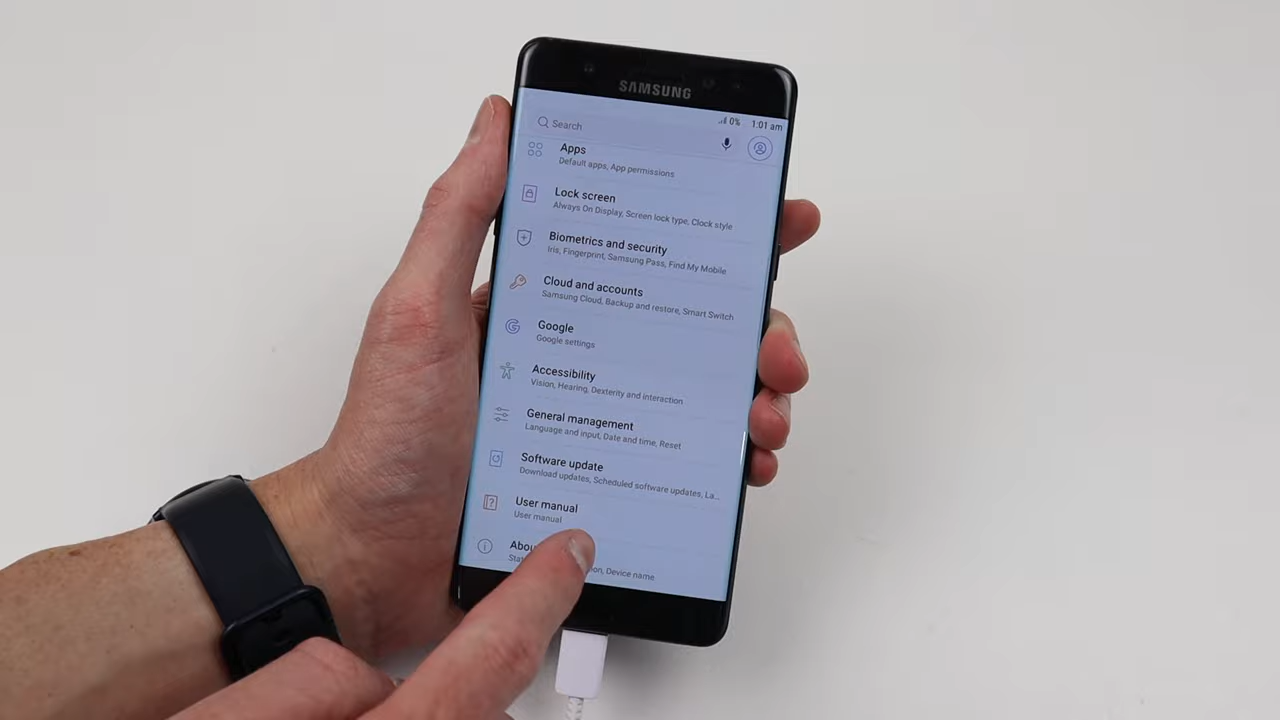 SAMSUNG
0% 1:01 am
Search
Apps
Default apps, App permissions
Lock screen
Always On Display, Screen lock type, Clock style
Biometrics and security
Iris, Fingerprint, Samsung Pass, Find My Mobile
Cloud and accounts
Samsung Cloud, Backup and restore, Smart Switch
Google
Google settings
Accessibility
Vision, Hearing, Dexterity and interaction
General management
Language and input, Date and time, Reset
Software update
Download updates, Scheduled software updates, La...
User manual
User manual
Device name